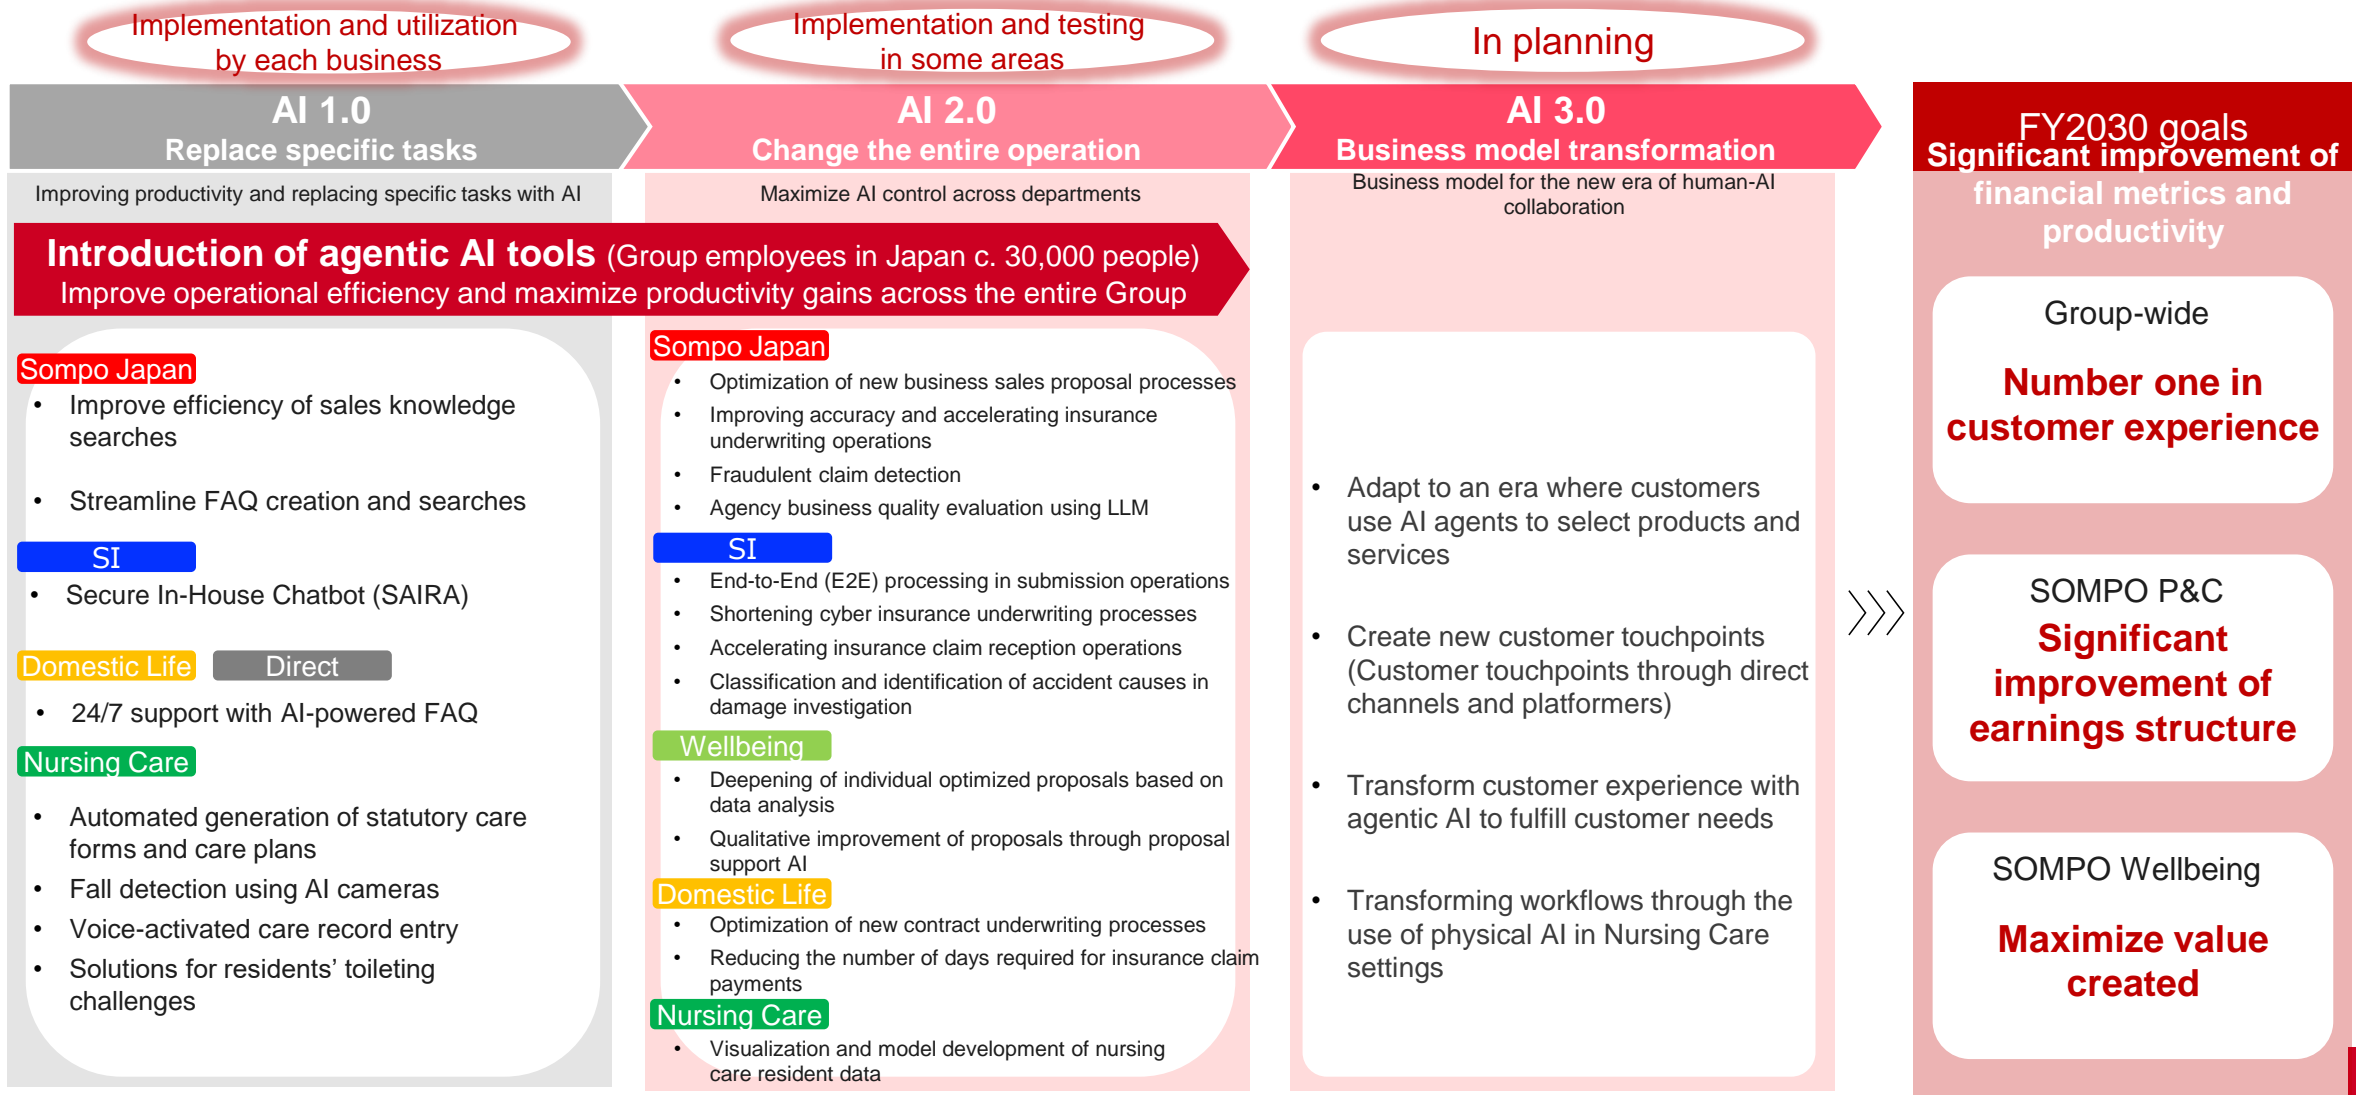 Implementation and utilization
by each business
Implementation and testing
in some areas
In planning
AI 1.0
Replace specific tasks
AI 2.0
Change the entire operation
AI 3.0
Business model transformation
FY2030 goals
Significant improvement of
financial metrics and
productivity
Improving productivity and replacing specific tasks with AI
Maximize AI control across departments
Business model for the new era of human-AI
collaboration
Introduction of agentic AI tools (Group employees in Japan c. 30,000 people)
Improve operational efficiency and maximize productivity gains across the entire Group
Sompo Japan
• Improve efficiency of sales knowledge
searches
• Streamline FAQ creation and searches
SI
• Secure In-House Chatbot (SAIRA)
Domestic Life Direct
• 24/7 support with AI-powered FAQ
Nursing Care
• Automated generation of statutory care
forms and care plans
• Fall detection using AI cameras
• Voice-activated care record entry
• Solutions for residents’ toileting
challenges
Sompo Japan
• Optimization of new business sales proposal processes
• Improving accuracy and accelerating insurance
underwriting operations
• Fraudulent claim detection
• Agency business quality evaluation using LLM
SI
• End-to-End (E2E) processing in submission operations
• Shortening cyber insurance underwriting processes
• Accelerating insurance claim reception operations
• Classification and identification of accident causes in
damage investigation
Wellbeing
• Deepening of individual optimized proposals based on
data analysis
• Qualitative improvement of proposals through proposal
support AI
Domestic Life
• Optimization of new contract underwriting processes
• Reducing the number of days required for insurance claim
payments
Nursing Care
• Visualization and model development of nursing
care resident data
• Adapt to an era where customers
use AI agents to select products and
services
• Create new customer touchpoints
(Customer touchpoints through direct
channels and platformers)
• Transform customer experience with
agentic AI to fulfill customer needs
• Transforming workflows through the
use of physical AI in Nursing Care
settings
Group-wide
Number one in
customer experience
SOMPO P&C
Significant
improvement of
earnings structure
SOMPO Wellbeing
Maximize value
created